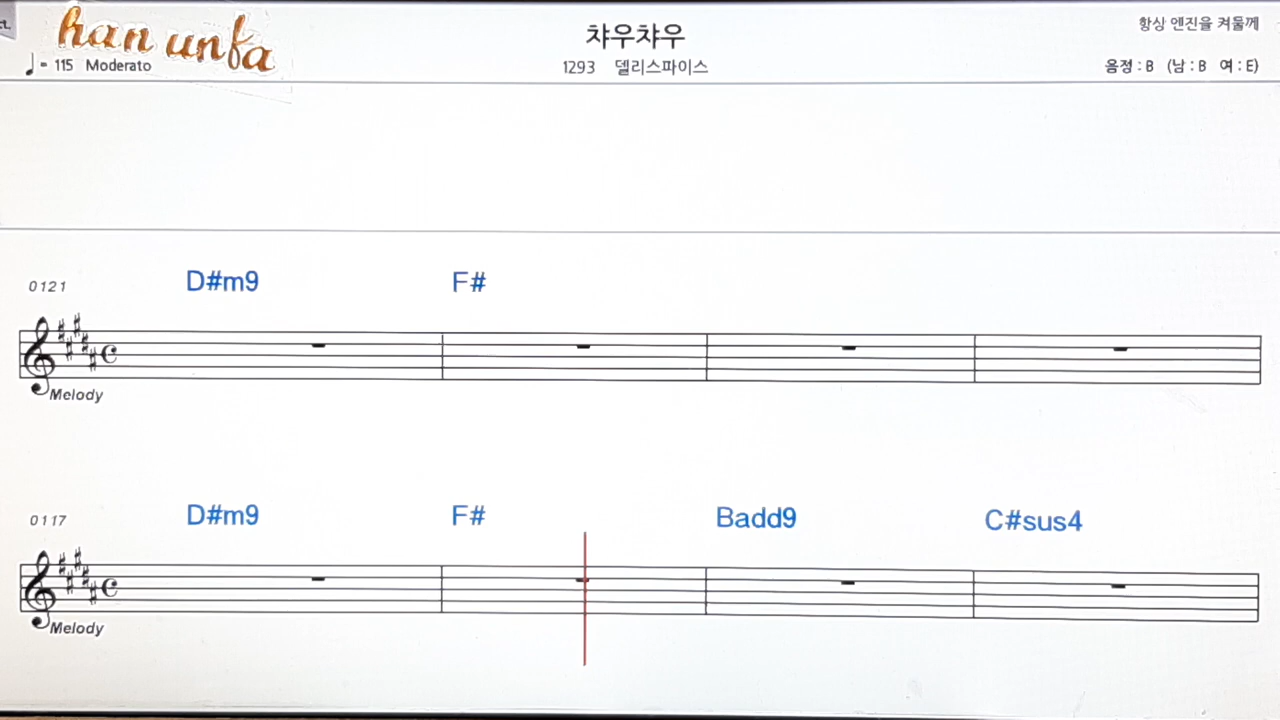 ct.
han unfa
챠우챠우
항상 엔진을 켜둘께
♩= 115 Moderato
1293 델리스파이스
음정 : B (남 : B 여 : E)
0121 D#m9 F#
Melody
0117 D#m9 F# Badd9 C#sus4
Melody